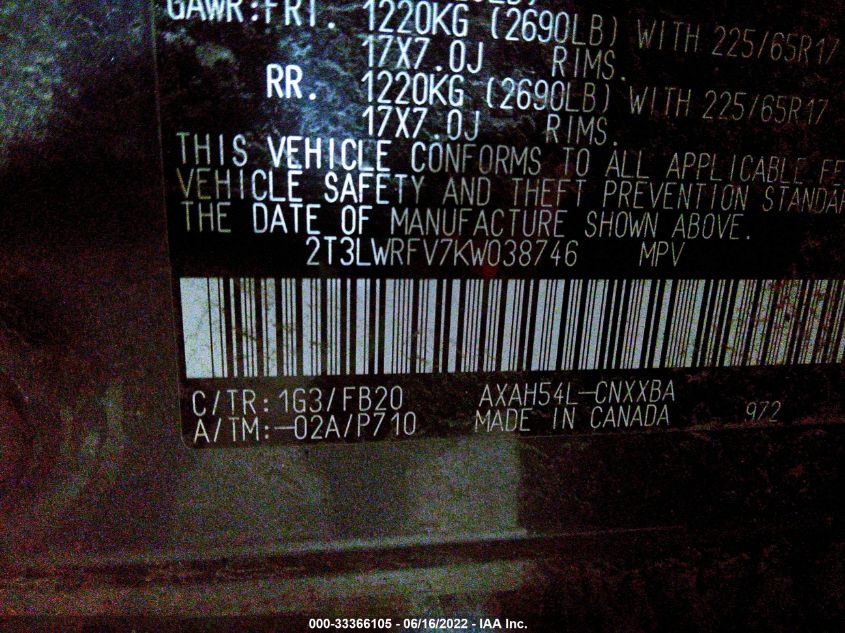 GAWR:FRT. 1220KG (2690LB) WITH 225/65R17
17X7.0J RIMS.
RR. 1220KG (2690LB) WITH 225/65R17
17X7.0J RIMS.
THIS VEHICLE CONFORMS TO ALL APPLICABLE FE
VEHICLE SAFETY AND THEFT PREVENTION STANDAR
THE DATE OF MANUFACTURE SHOWN ABOVE.
2T3LWRFV7KW038746 MPV
C/TR:1G3/FB20 AXAH54L-CNXXBA
A/TM:-02A/P710 MADE IN CANADA 972
000-33366105 - 06/16/2022 - IAA Inc.